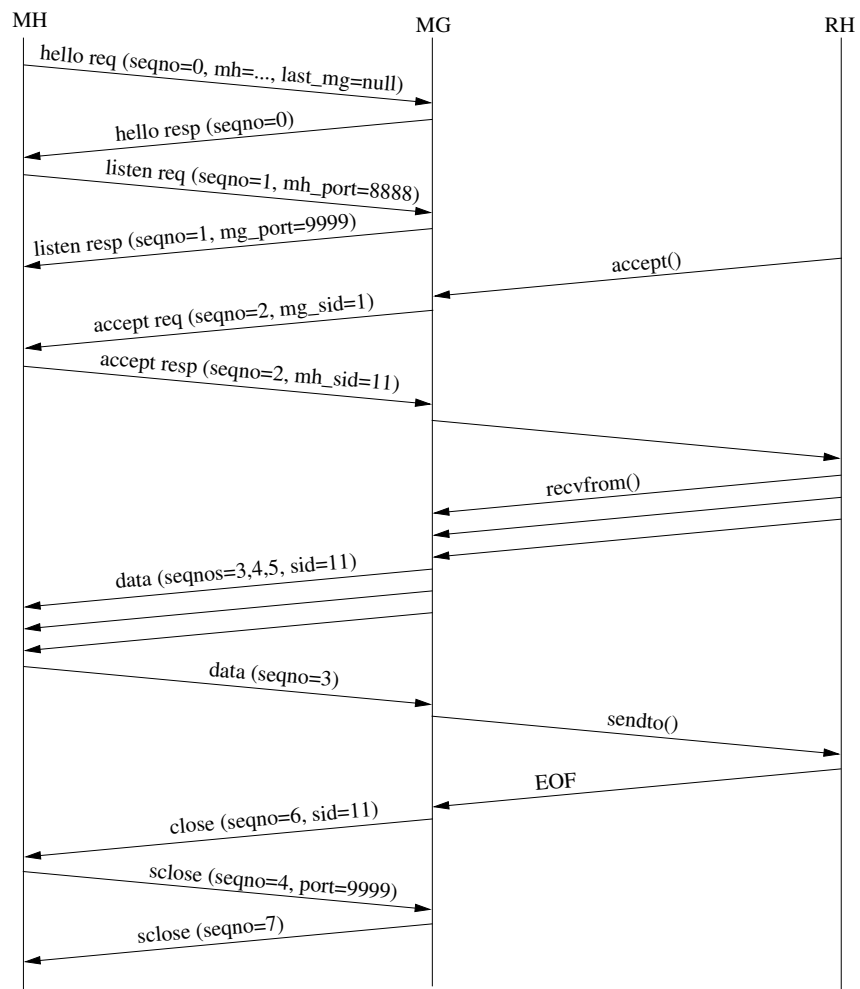 MH
MG
RH
hello req (seqno=0, mh=..., last_mg=null)
hello resp (seqno=0)
listen req (seqno=1, mh_port=8888)
listen resp (seqno=1, mg_port=9999)
accept()
accept req (seqno=2, mg_sid=1)
accept resp (seqno=2, mh_sid=11)
recvfrom()
data (seqnos=3,4,5, sid=11)
data (seqno=3)
sendto()
EOF
close (seqno=6, sid=11)
sclose (seqno=4, port=9999)
sclose (seqno=7)